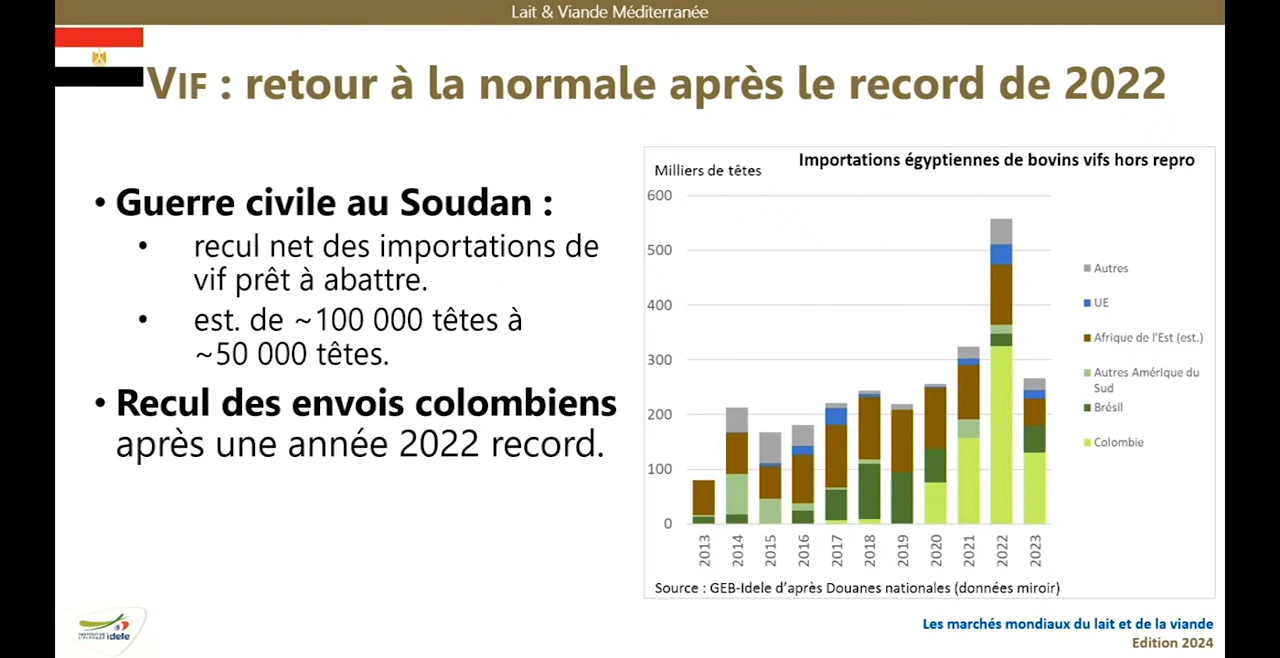 Lait & Viande Méditerranée
VIF : retour à la normale après le record de 2022
• Guerre civile au Soudan :
• recul net des importations de
vif prêt à abattre.
• est. de ~100 000 têtes à
~50 000 têtes.
• Recul des envois colombiens
après une année 2022 record.
Importations égyptiennes de bovins vifs hors repro
Milliers de têtes
600
500
400
300
200
100
0
2013 2014 2015 2016 2017 2018 2019 2020 2021 2022 2023
Autres
UE
Afrique de l'Est (est.)
Autres Amérique du
Sud
Brésil
Colombie
Source : GEB-Idele d'après Douanes nationales (données miroir)
INSTITUT DE
L'ELEVAGE idele
Les marchés mondiaux du lait et de la viande
Edition 2024